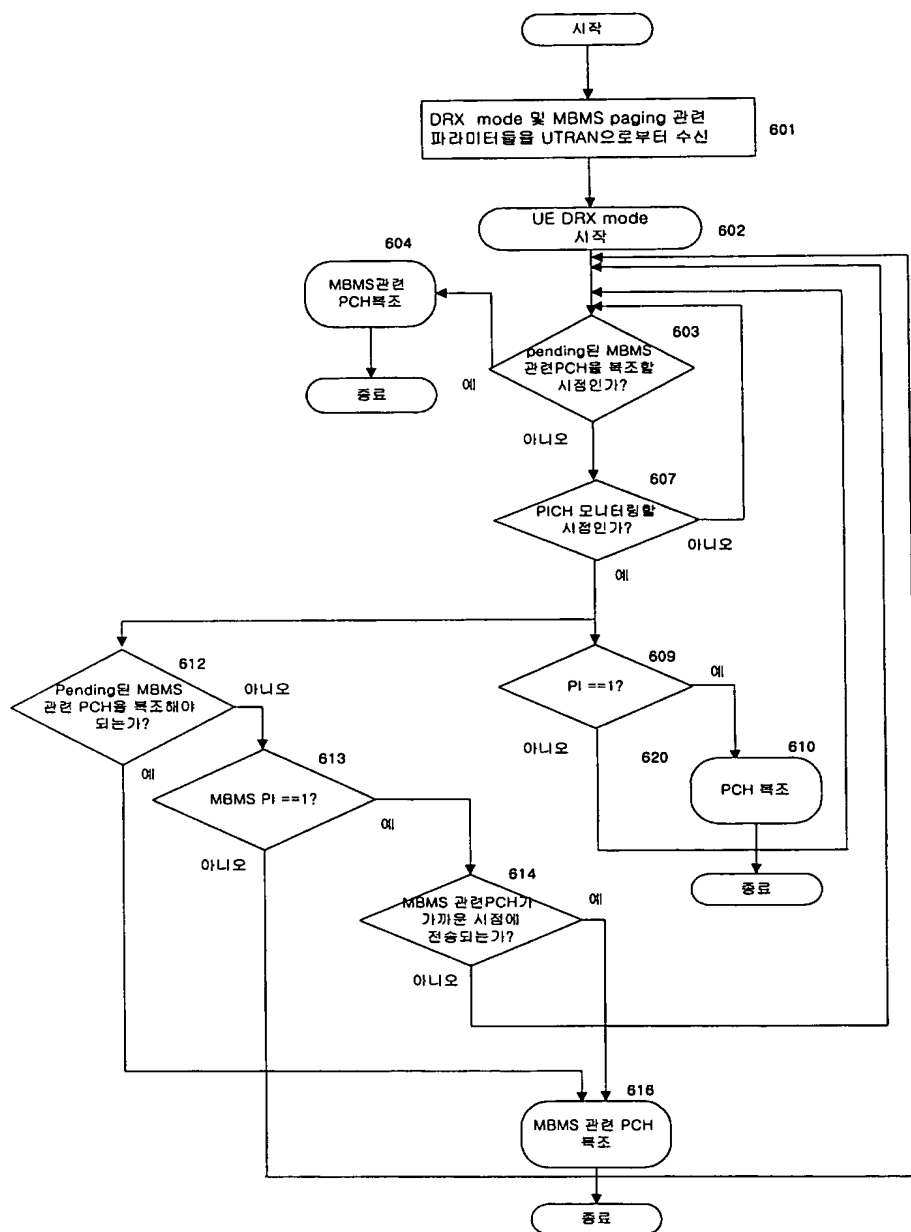 시작
DRX mode 및 MBMS paging 관련
파라미터들을 UTRAN으로부터 수신
601
UE DRX mode
시작
602
604
MBMS관련
PCH복조
603
pending된 MBMS
관련PCH을 복조할
시점인가?
예
종료
아니오
607
PICH 모니터링할
시점인가?
아니오
예
612
Pending된 MBMS
관련 PCH을 복조해야
되는가?
아니오
609
PI ==1?
예
아니오
613
예
MBMS PI ==1?
예
620
610
PCH 복조
아니오
614
MBMS 관련PCH가
가까운 시점에
전송되는가?
예
종료
아니오
616
MBMS 관련 PCH
복조
종료